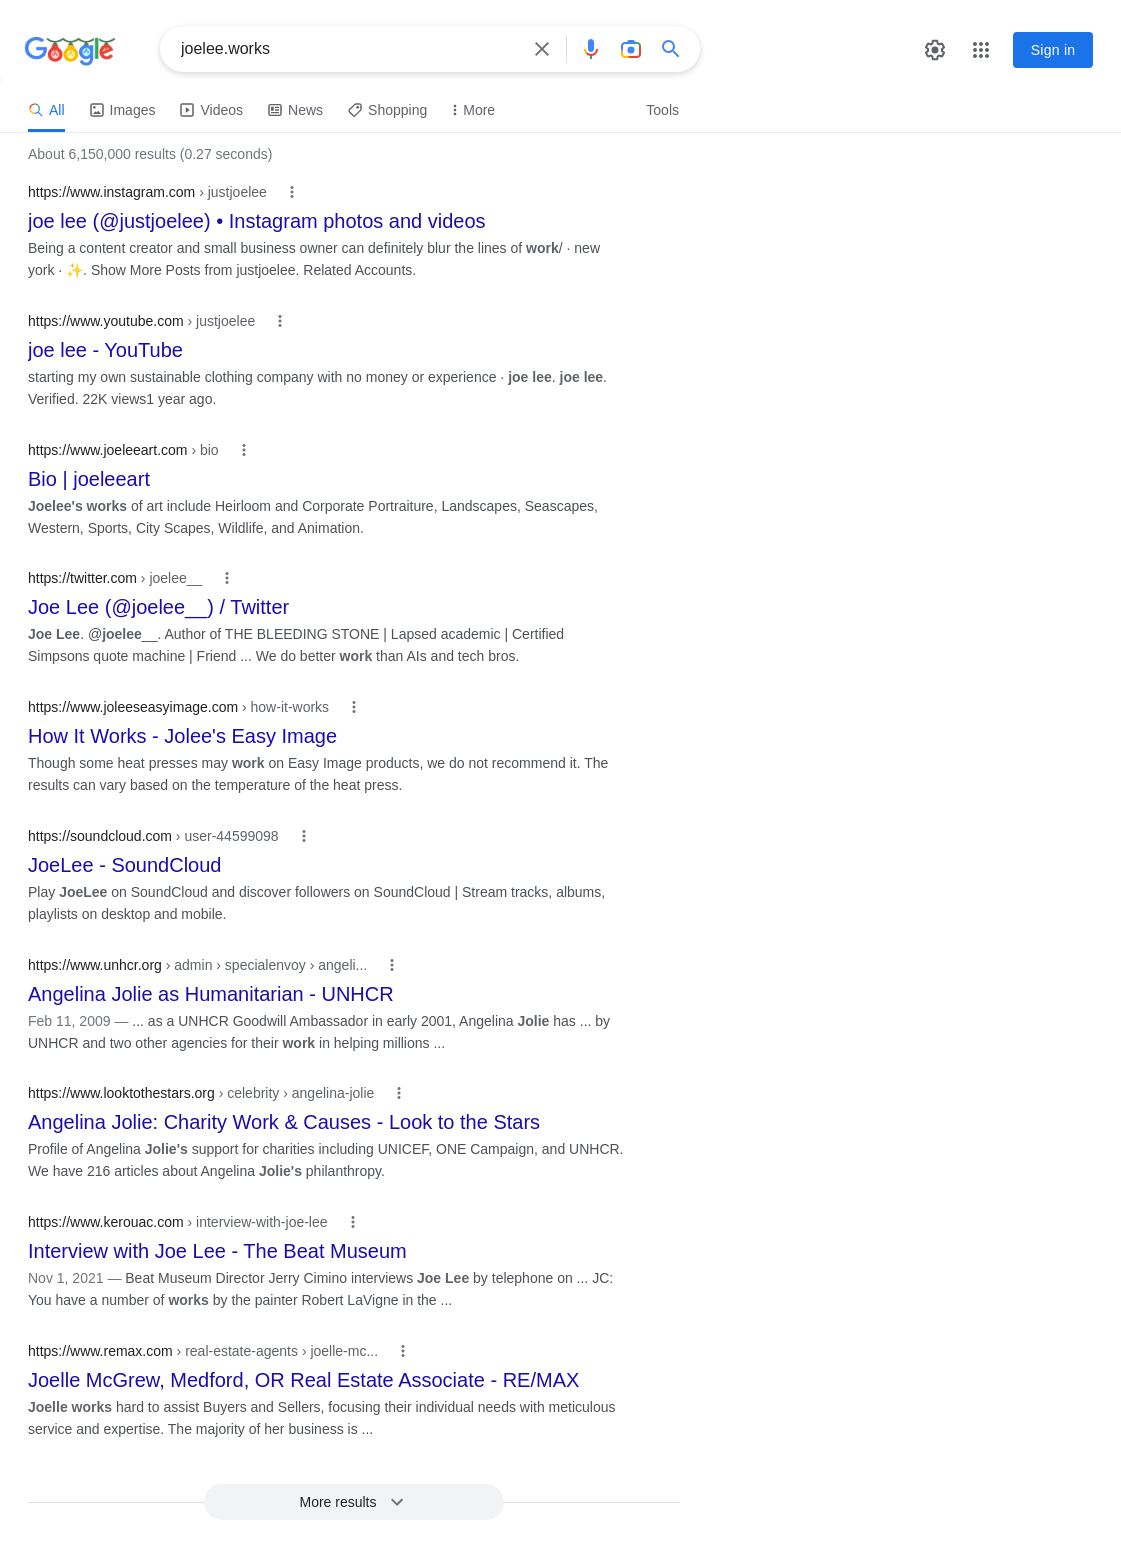 Google
joelee.works
Sign in
All Images Videos News Shopping More Tools
About 6,150,000 results (0.27 seconds)
https://www.instagram.com › justjoelee
joe lee (@justjoelee) • Instagram photos and videos
Being a content creator and small business owner can definitely blur the lines of work/ · new
york · ✨. Show More Posts from justjoelee. Related Accounts.
https://www.youtube.com › justjoelee
joe lee - YouTube
starting my own sustainable clothing company with no money or experience · joe lee. joe lee.
Verified. 22K views1 year ago.
https://www.joeleeart.com › bio
Bio | joeleeart
Joelee's works of art include Heirloom and Corporate Portraiture, Landscapes, Seascapes,
Western, Sports, City Scapes, Wildlife, and Animation.
https://twitter.com › joelee__
Joe Lee (@joelee__) / Twitter
Joe Lee. @joelee__. Author of THE BLEEDING STONE | Lapsed academic | Certified
Simpsons quote machine | Friend ... We do better work than AIs and tech bros.
https://www.joleeseasyimage.com › how-it-works
How It Works - Jolee's Easy Image
Though some heat presses may work on Easy Image products, we do not recommend it. The
results can vary based on the temperature of the heat press.
https://soundcloud.com › user-44599098
JoeLee - SoundCloud
Play JoeLee on SoundCloud and discover followers on SoundCloud | Stream tracks, albums,
playlists on desktop and mobile.
https://www.unhcr.org › admin › specialenvoy › angeli...
Angelina Jolie as Humanitarian - UNHCR
Feb 11, 2009 — ... as a UNHCR Goodwill Ambassador in early 2001, Angelina Jolie has ... by
UNHCR and two other agencies for their work in helping millions ...
https://www.looktothestars.org › celebrity › angelina-jolie
Angelina Jolie: Charity Work & Causes - Look to the Stars
Profile of Angelina Jolie's support for charities including UNICEF, ONE Campaign, and UNHCR.
We have 216 articles about Angelina Jolie's philanthropy.
https://www.kerouac.com › interview-with-joe-lee
Interview with Joe Lee - The Beat Museum
Nov 1, 2021 — Beat Museum Director Jerry Cimino interviews Joe Lee by telephone on ... JC:
You have a number of works by the painter Robert LaVigne in the ...
https://www.remax.com › real-estate-agents › joelle-mc...
Joelle McGrew, Medford, OR Real Estate Associate - RE/MAX
Joelle works hard to assist Buyers and Sellers, focusing their individual needs with meticulous
service and expertise. The majority of her business is ...
More results